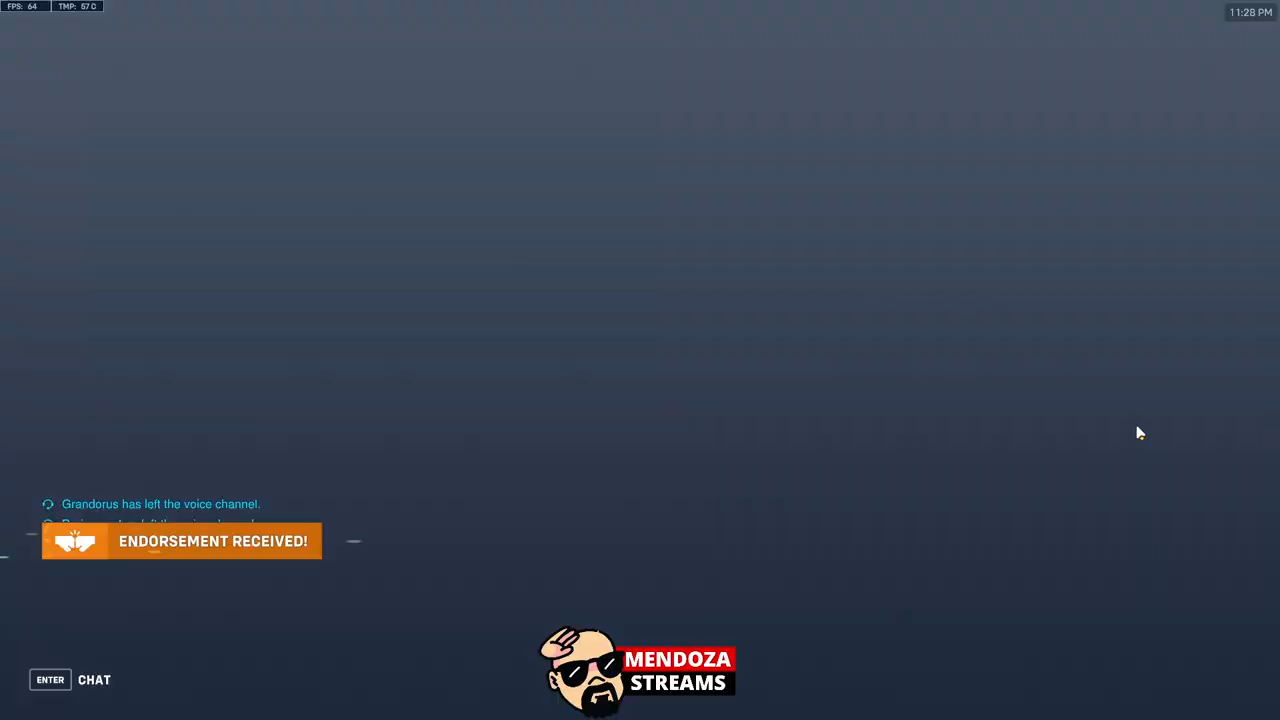 FPS: 64 TMP: 57 C
11:28 PM
Grandorus has left the voice channel.
ENDORSEMENT RECEIVED!
MENDOZA
STREAMS
ENTER CHAT